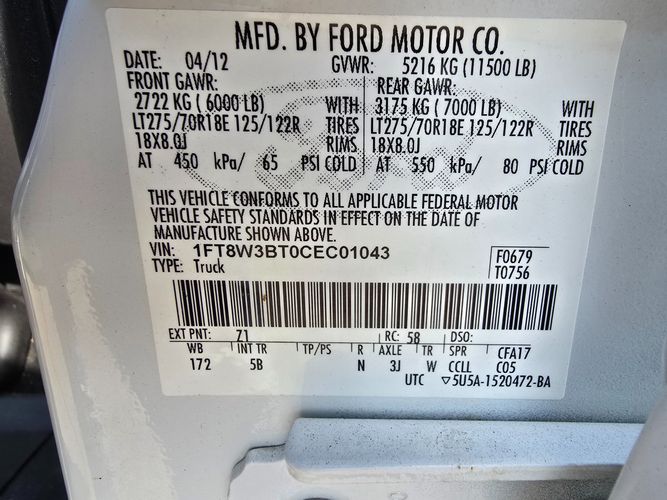 MFD. BY FORD MOTOR CO.
DATE: 04/12 GVWR: 5216 KG (11500 LB)
FRONT GAWR: REAR GAWR:
2722 KG ( 6000 LB) WITH 3175 KG ( 7000 LB) WITH
LT275/70R18E 125/122R TIRES LT275/70R18E 125/122R TIRES
18X8.0J RIMS 18X8.0J RIMS
AT 450 kPa/ 65 PSI COLD AT 550 kPa/ 80 PSI COLD
THIS VEHICLE CONFORMS TO ALL APPLICABLE FEDERAL MOTOR
VEHICLE SAFETY STANDARDS IN EFFECT ON THE DATE OF
MANUFACTURE SHOWN ABOVE.
VIN: 1FT8W3BT0CEC01043 F0679
TYPE: Truck T0756
EXT PNT: Z1 RC: 58 DSO:
WB INT TR TP/PS R AXLE TR SPR CFA17
172 5B N 3J W CCLL C05
UTC 5U5A-1520472-BA